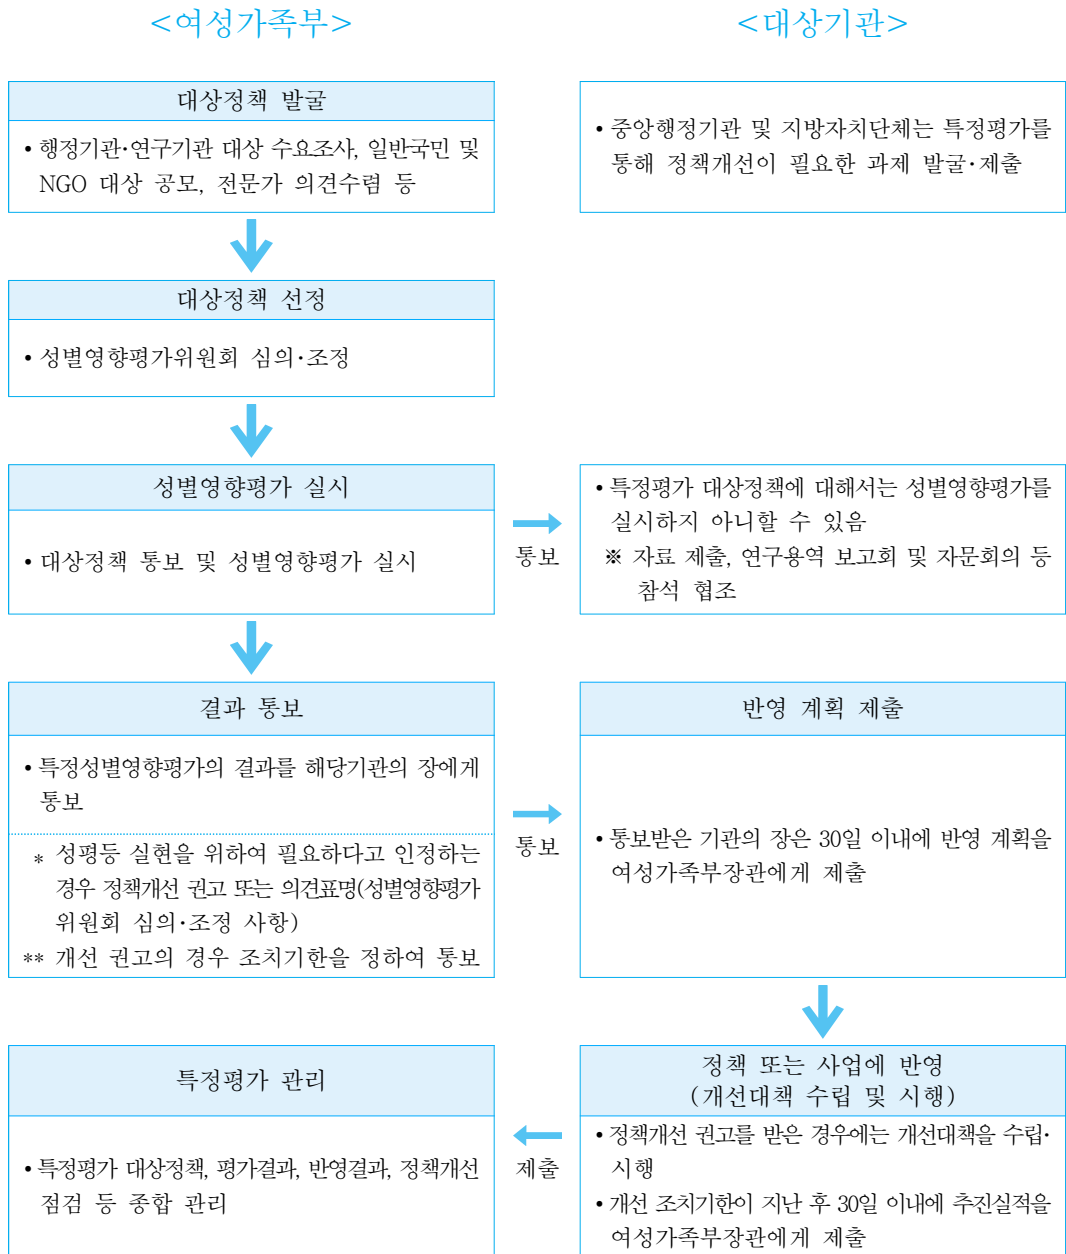 <여성가족부>
<대상기관>
대상정책 발굴
• 행정기관·연구기관 대상 수요조사, 일반국민 및
NGO 대상 공모, 전문가 의견수렴 등
• 중앙행정기관 및 지방자치단체는 특정평가를
통해 정책개선이 필요한 과제 발굴·제출
대상정책 선정
• 성별영향평가위원회 심의·조정
성별영향평가 실시
• 대상정책 통보 및 성별영향평가 실시
통보
• 특정평가 대상정책에 대해서는 성별영향평가를
실시하지 아니할 수 있음
※ 자료 제출, 연구용역 보고회 및 자문회의 등
참석 협조
결과 통보
• 특정성별영향평가의 결과를 해당기관의 장에게
통보
* 성평등 실현을 위하여 필요하다고 인정하는
경우 정책개선 권고 또는 의견표명(성별영향평가
위원회 심의·조정 사항)
** 개선 권고의 경우 조치기한을 정하여 통보
통보
반영 계획 제출
• 통보받은 기관의 장은 30일 이내에 반영 계획을
여성가족부장관에게 제출
특정평가 관리
• 특정평가 대상정책, 평가결과, 반영결과, 정책개선
점검 등 종합 관리
제출
정책 또는 사업에 반영
(개선대책 수립 및 시행)
• 정책개선 권고를 받은 경우에는 개선대책을 수립·
시행
• 개선 조치기한이 지난 후 30일 이내에 추진실적을
여성가족부장관에게 제출